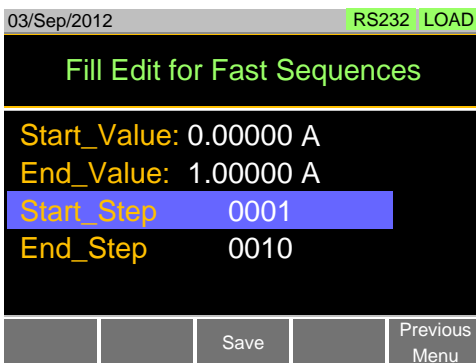 03/Sep/2012 RS232 LOAD
Fill Edit for Fast Sequences
Start_Value: 0.00000 A
End_Value: 1.00000 A
Start_Step 0001
End_Step 0010
Save Previous
Menu